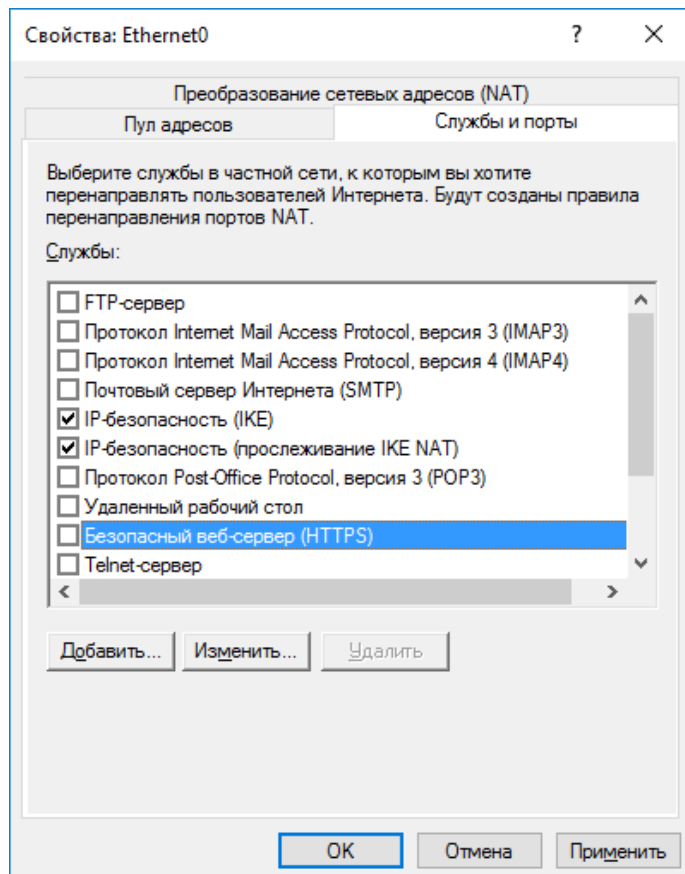 Свойства: Ethernet0
Преобразование сетевых адресов (NAT)
Пул адресов
Службы и порты
Выберите службы в частной сети, к которым вы хотите
перенаправлять пользователей Интернета. Будут созданы правила
перенаправления портов NAT.
Службы:
FTP-сервер
Протокол Internet Mail Access Protocol, версия 3 (IMAP3)
Протокол Internet Mail Access Protocol, версия 4 (IMAP4)
Почтовый сервер Интернета (SMTP)
IP-безопасность (IKE)
IP-безопасность (прослеживание IKE NAT)
Протокол Post-Office Protocol, версия 3 (POP3)
Удаленный рабочий стол
Безопасный веб-сервер (HTTPS)
Telnet-сервер
Добавить... Изменить... Удалить
OK Отмена Применить